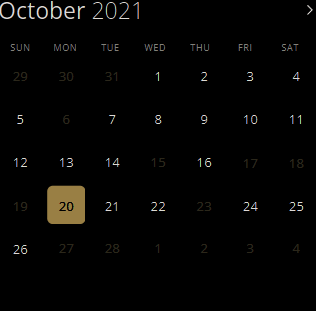 October 2021
SUN MON TUE WED THU FRI SAT
29 30 31 1 2 3 4
5 6 7 8 9 10 11
12 13 14 15 16 17 18
19 20 21 22 23 24 25
26 27 28 1 2 3 4